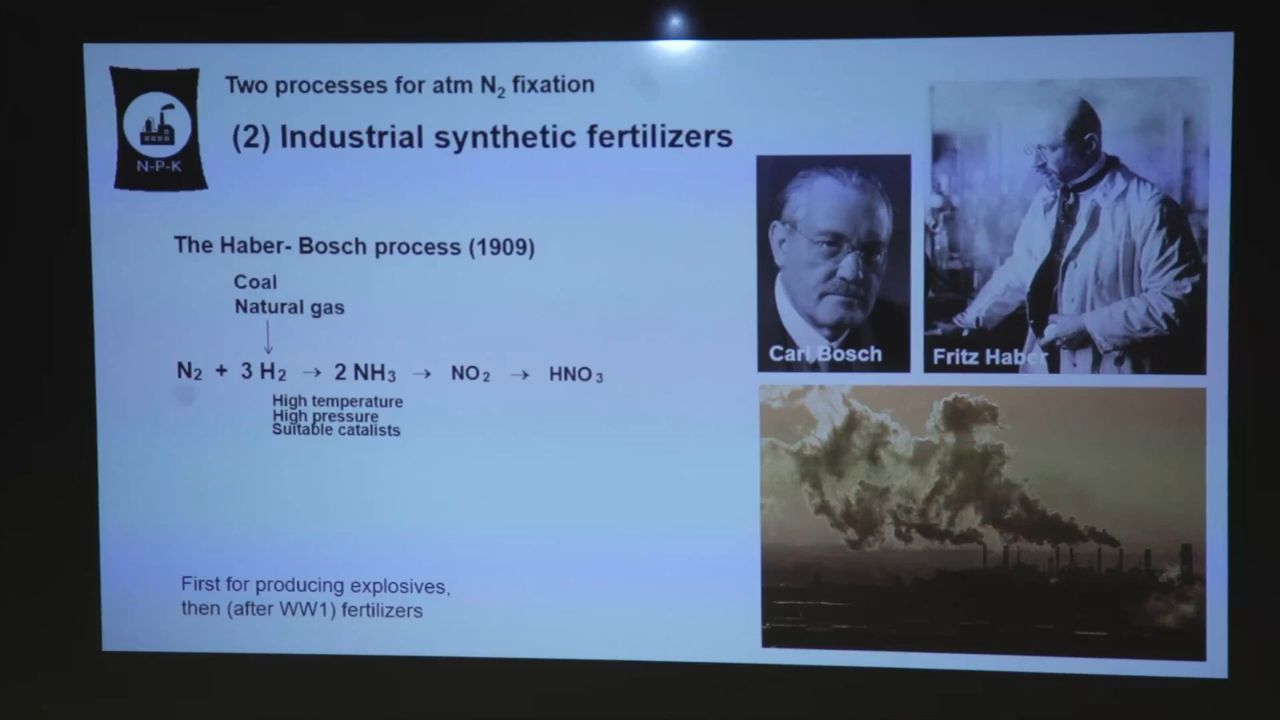 Two processes for atm N₂ fixation
(2) Industrial synthetic fertilizers
N-P-K
The Haber- Bosch process (1909)
Coal
Natural gas
N₂ + 3 H₂ → 2 NH₃ → NO₂ → HNO₃
High temperature
High pressure
Suitable catalists
Carl Bosch
Fritz Haber
First for producing explosives,
then (after WW1) fertilizers